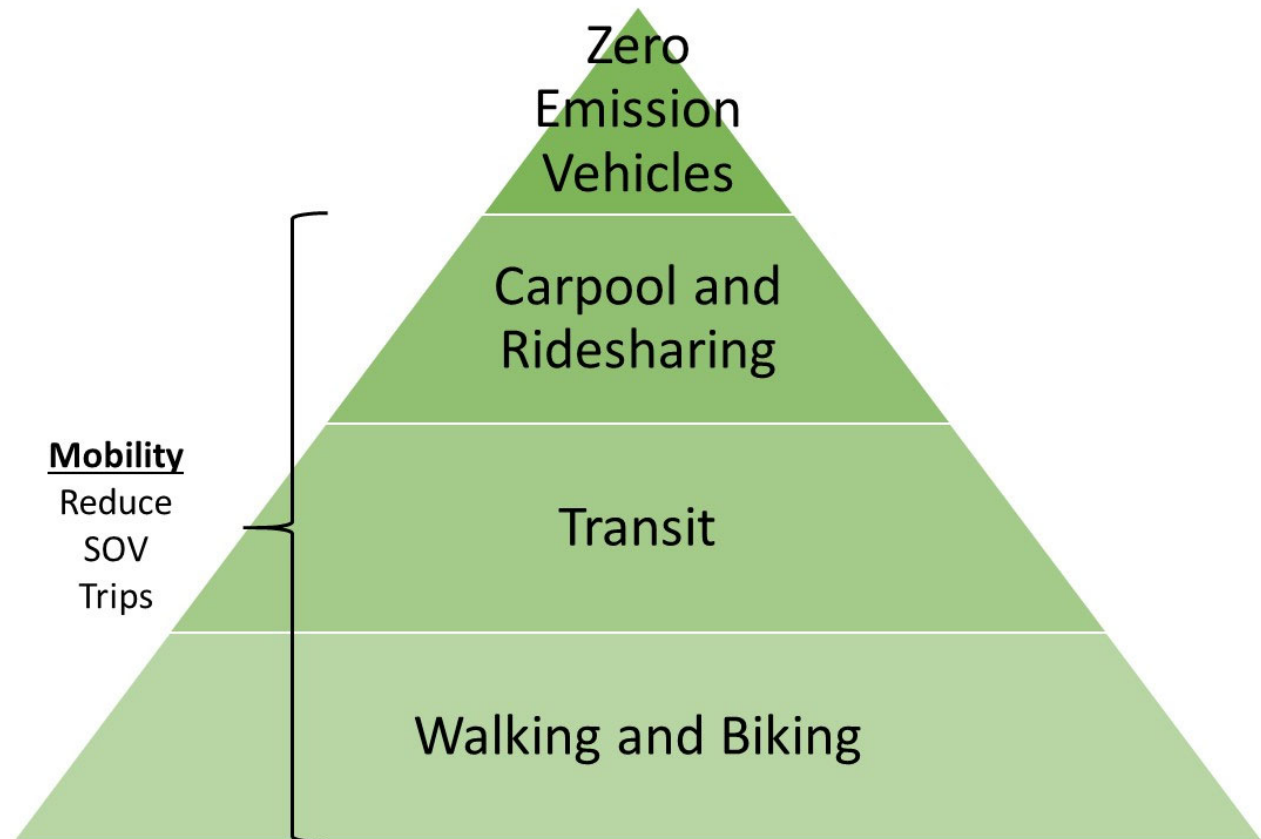 Zero
Emission
Vehicles
Carpool and
Ridesharing
Mobility
Reduce
SOV
Trips
Transit
Walking and Biking